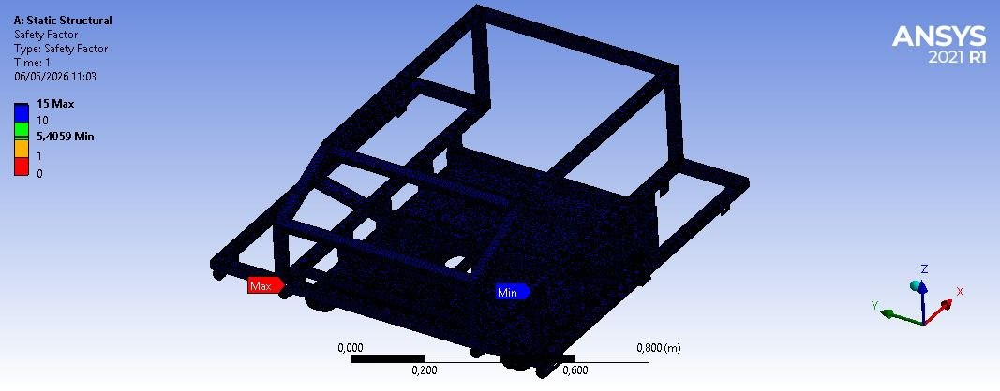 A: Static Structural
Safety Factor
Type: Safety Factor
Time: 1
06/05/2026 11:03
15 Max
10
5,4059 Min
1
0
ANSYS
2021 R1
Max
Min
Z
X
Y
0,000
0,800 (m)
0,200
0,600